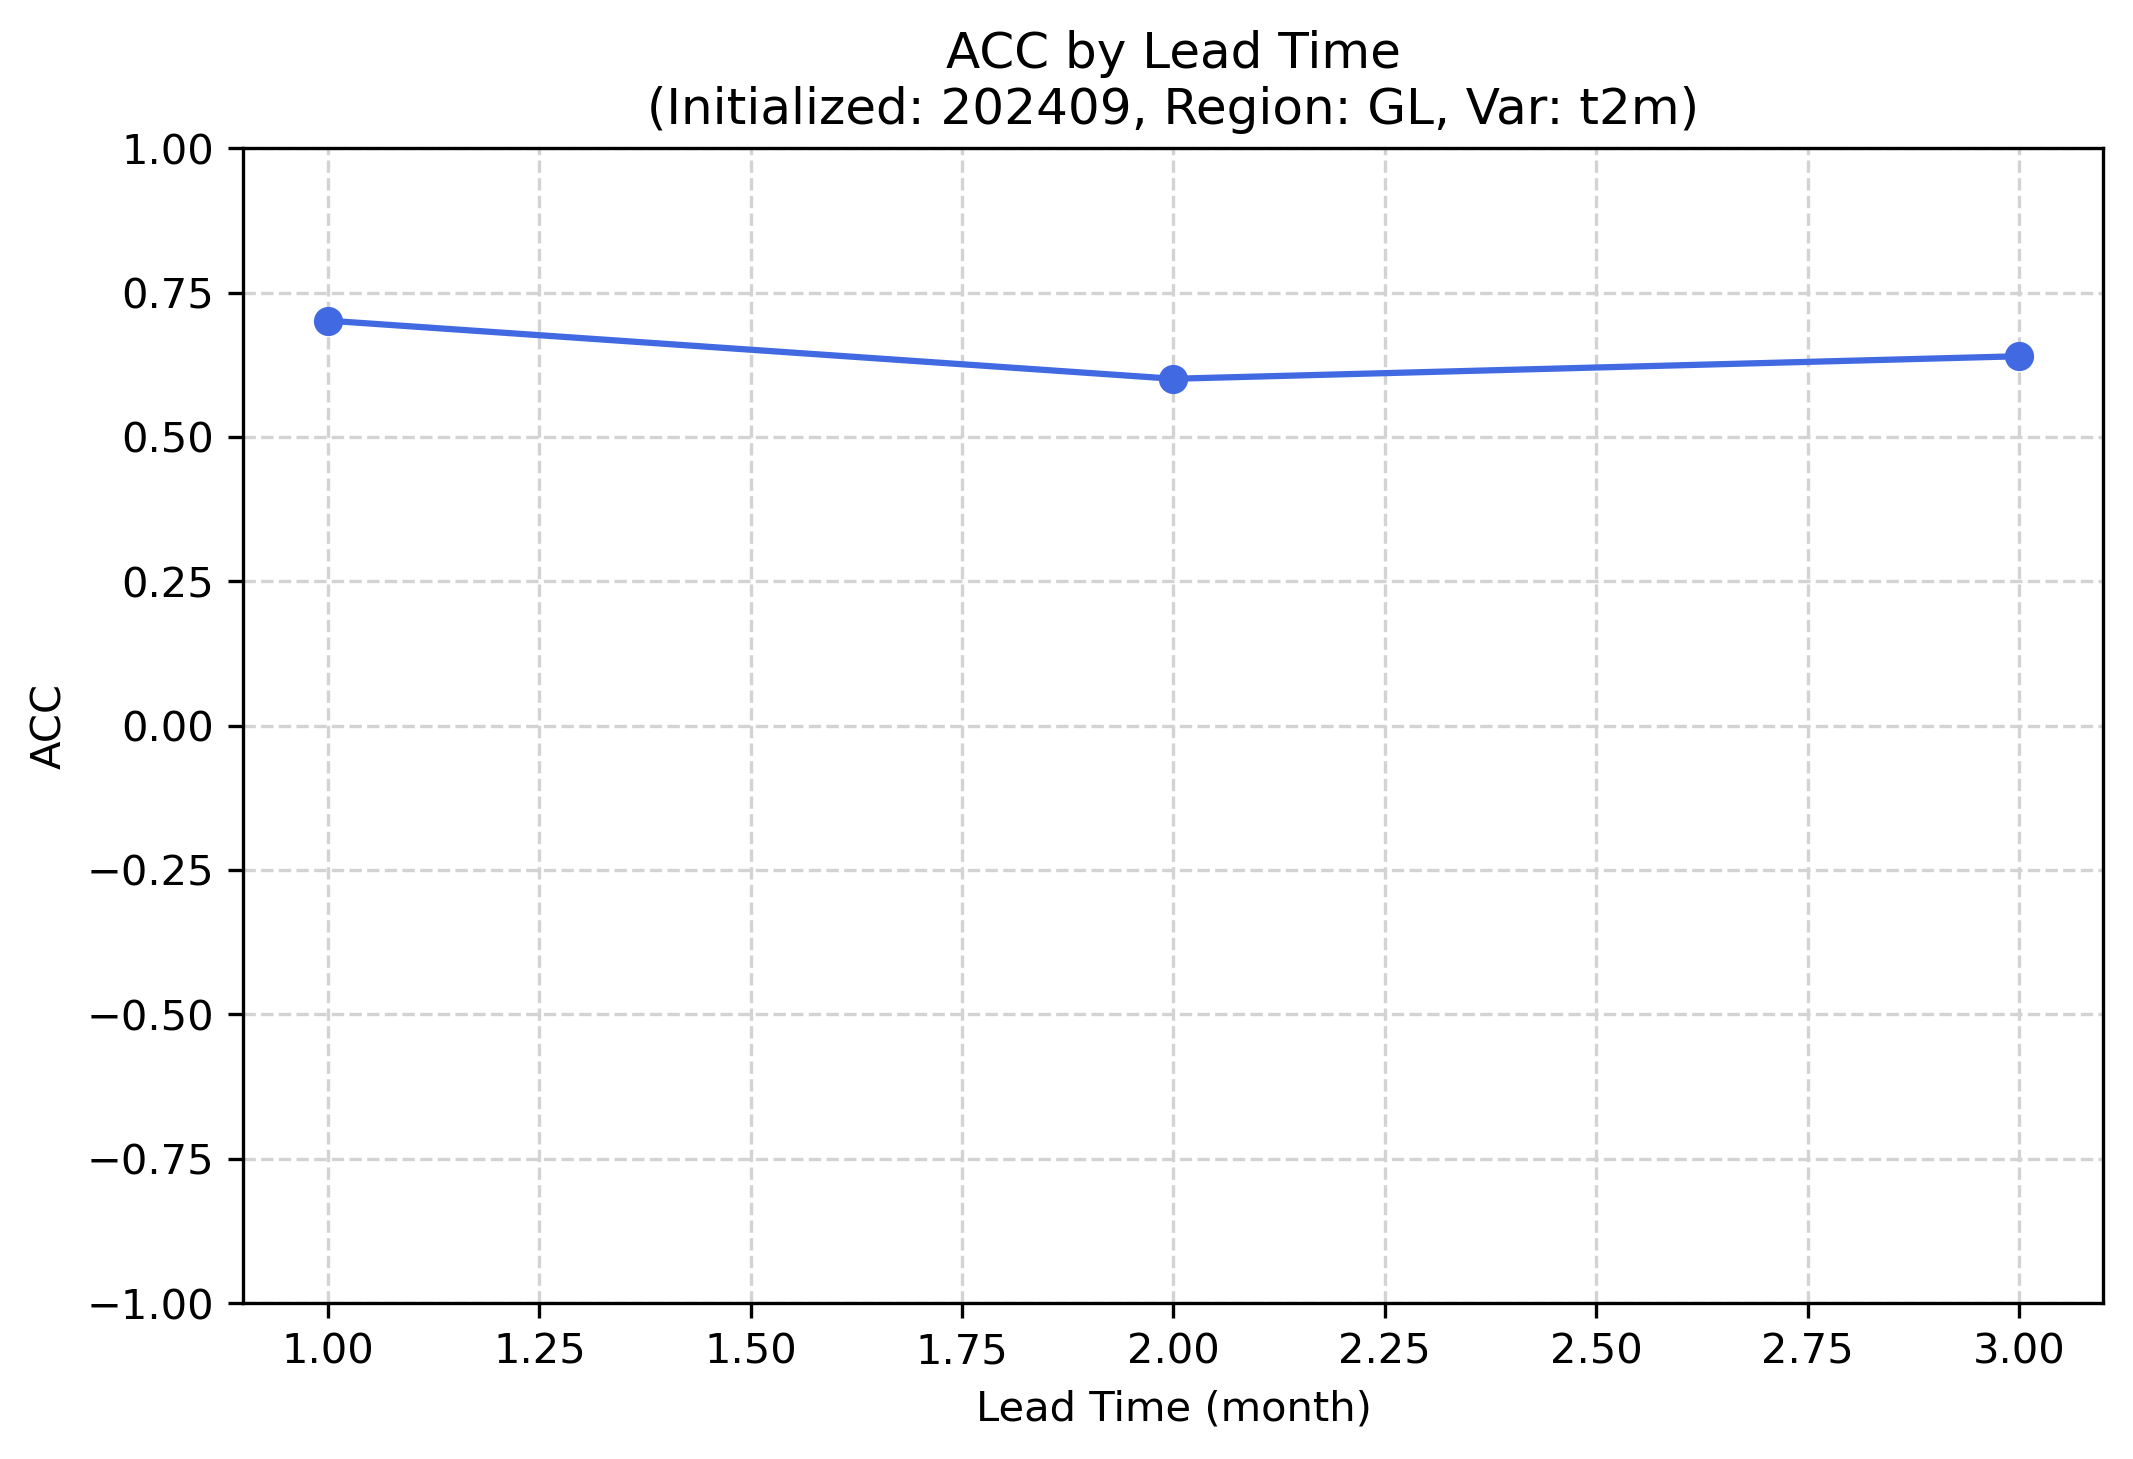 ACC by Lead Time
(Initialized: 202409, Region: GL, Var: t2m)
1.00
0.75
0.50
0.25
0.00
−0.25
−0.50
−0.75
−1.00
ACC
1.00 1.25 1.50 1.75 2.00 2.25 2.50 2.75 3.00
Lead Time (month)